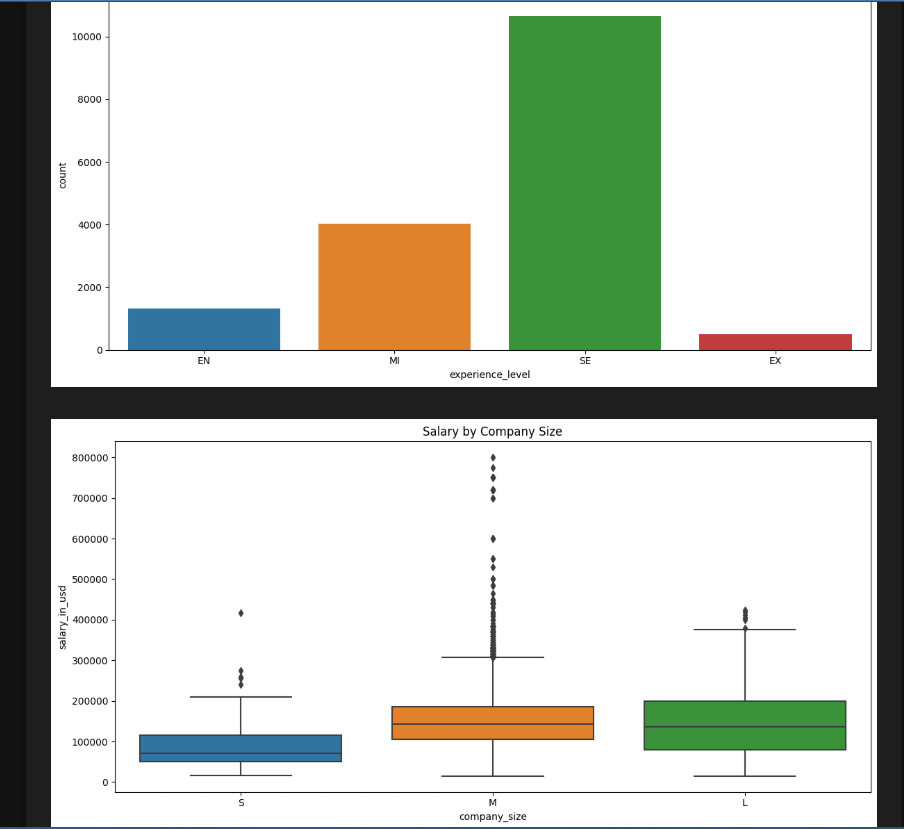 10000
8000
6000
4000
2000
0
count
EN MI SE EX
experience_level
Salary by Company Size
800000
700000
600000
500000
400000
300000
200000
100000
0
salary_in_usd
S M L
company_size